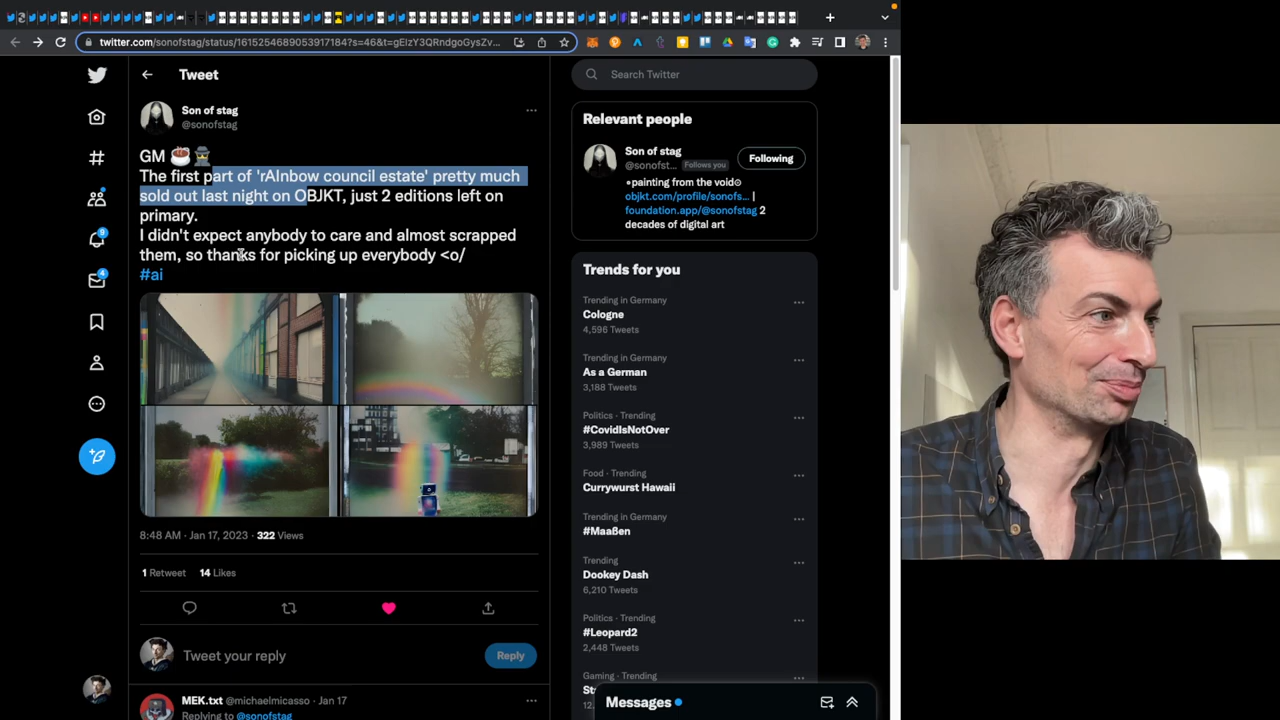 twitter.com/sonofstag/status/1615254689053917184?s=46&t=gElzY3QRndgoGysZv...
Tweet
Search Twitter
Son of stag
@sonofstag
GM
The first part of 'rAInbow council estate' pretty much
sold out last night on OBJKT, just 2 editions left on
primary.
I didn't expect anybody to care and almost scrapped
them, so thanks for picking up everybody <o/
#ai
8:48 AM · Jan 17, 2023 · 322 Views
1 Retweet 14 Likes
Tweet your reply
Reply
MEK.txt @michaelmicasso · Jan 17
Replying to @sonofstag
9
4
Relevant people
Son of stag
@sonofst... Follows you
Following
•painting from the void⊙
objkt.com/profile/sonofs... |
foundation.app/@sonofstag 2
decades of digital art
Trends for you
Trending in Germany
Cologne
4,596 Tweets
Trending in Germany
As a German
3,188 Tweets
Politics · Trending
#CovidIsNotOver
3,989 Tweets
Food · Trending
Currywurst Hawaii
Trending in Germany
#Maaßen
Trending
Dookey Dash
6,210 Tweets
Politics · Trending
#Leopard2
2,448 Tweets
Gaming · Trending
Messages